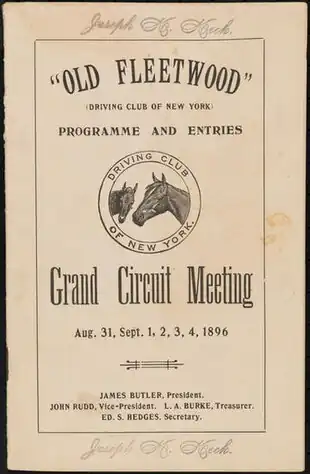 Joseph K. Keck.
"OLD FLEETWOOD"
(DRIVING CLUB OF NEW YORK)
PROGRAMME AND ENTRIES
DRIVING CLUB
OF NEW YORK.
Grand Circuit Meeting
Aug. 31, Sept. 1, 2, 3, 4, 1896
JAMES BUTLER, President.
JOHN RUDD, Vice-President. L. A. BURKE, Treasurer.
ED. S. HEDGES, Secretary.
Joseph K. Keck.